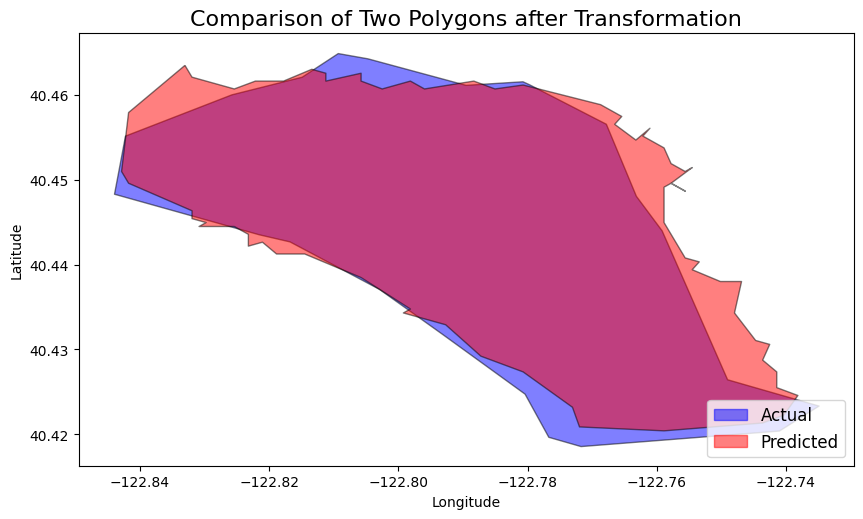 Comparison of Two Polygons after Transformation
Latitude
40.46
40.45
40.44
40.43
40.42
−122.84
−122.82
−122.80
−122.78
−122.76
−122.74
Longitude
Actual
Predicted